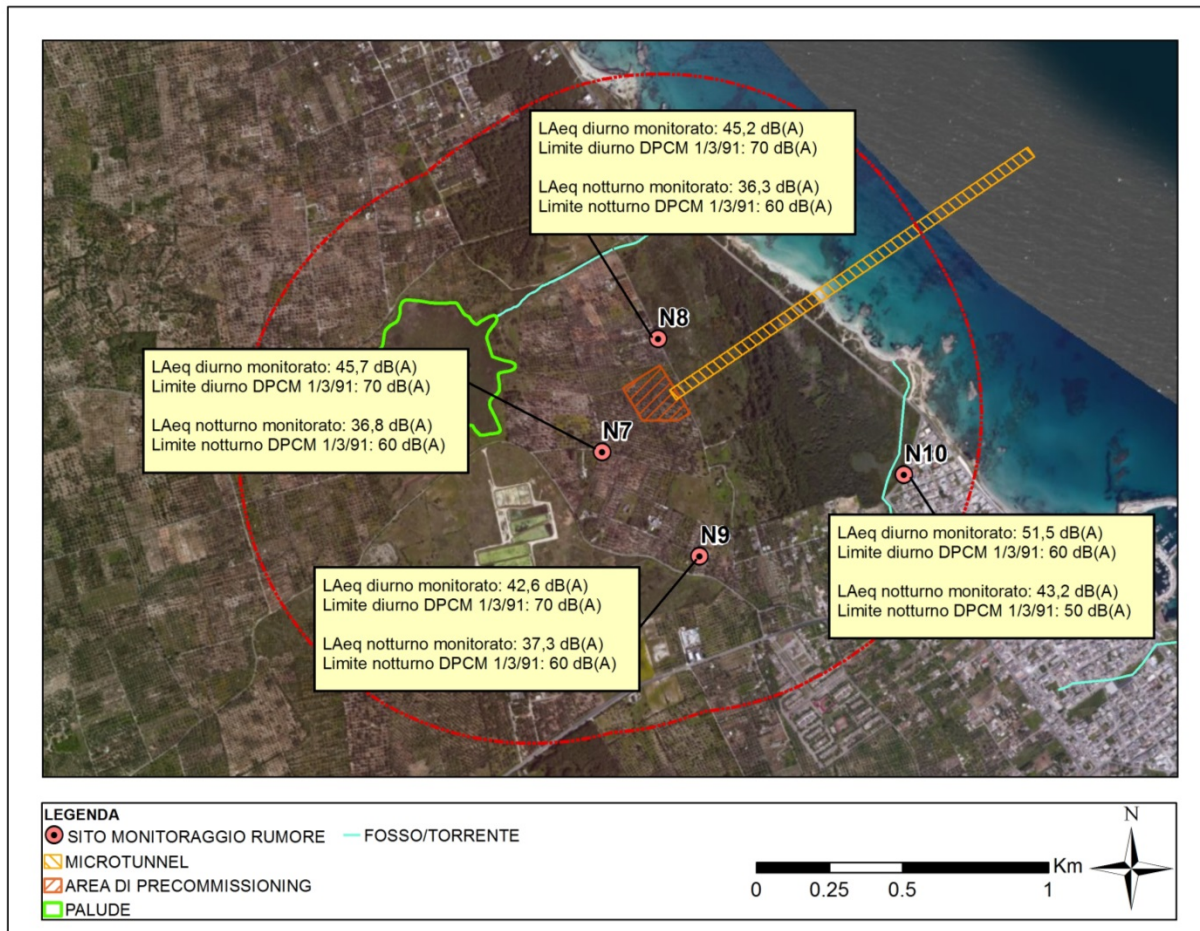 LAeq diurno monitorato: 45,2 dB(A)
Limite diurno DPCM 1/3/91: 70 dB(A)
LAeq notturno monitorato: 36,3 dB(A)
Limite notturno DPCM 1/3/91: 60 dB(A)
N8
LAeq diurno monitorato: 45,7 dB(A)
Limite diurno DPCM 1/3/91: 70 dB(A)
LAeq notturno monitorato: 36,8 dB(A)
Limite notturno DPCM 1/3/91: 60 dB(A)
N7
N10
LAeq diurno monitorato: 51,5 dB(A)
Limite diurno DPCM 1/3/91: 60 dB(A)
LAeq notturno monitorato: 43,2 dB(A)
Limite notturno DPCM 1/3/91: 50 dB(A)
N9
LAeq diurno monitorato: 42,6 dB(A)
Limite diurno DPCM 1/3/91: 70 dB(A)
LAeq notturno monitorato: 37,3 dB(A)
Limite notturno DPCM 1/3/91: 60 dB(A)
LEGENDA
SITO MONITORAGGIO RUMORE
FOSSO/TORRENTE
MICROTUNNEL
AREA DI PRECOMMISSIONING
PALUDE
Km
0 0.25 0.5 1
N